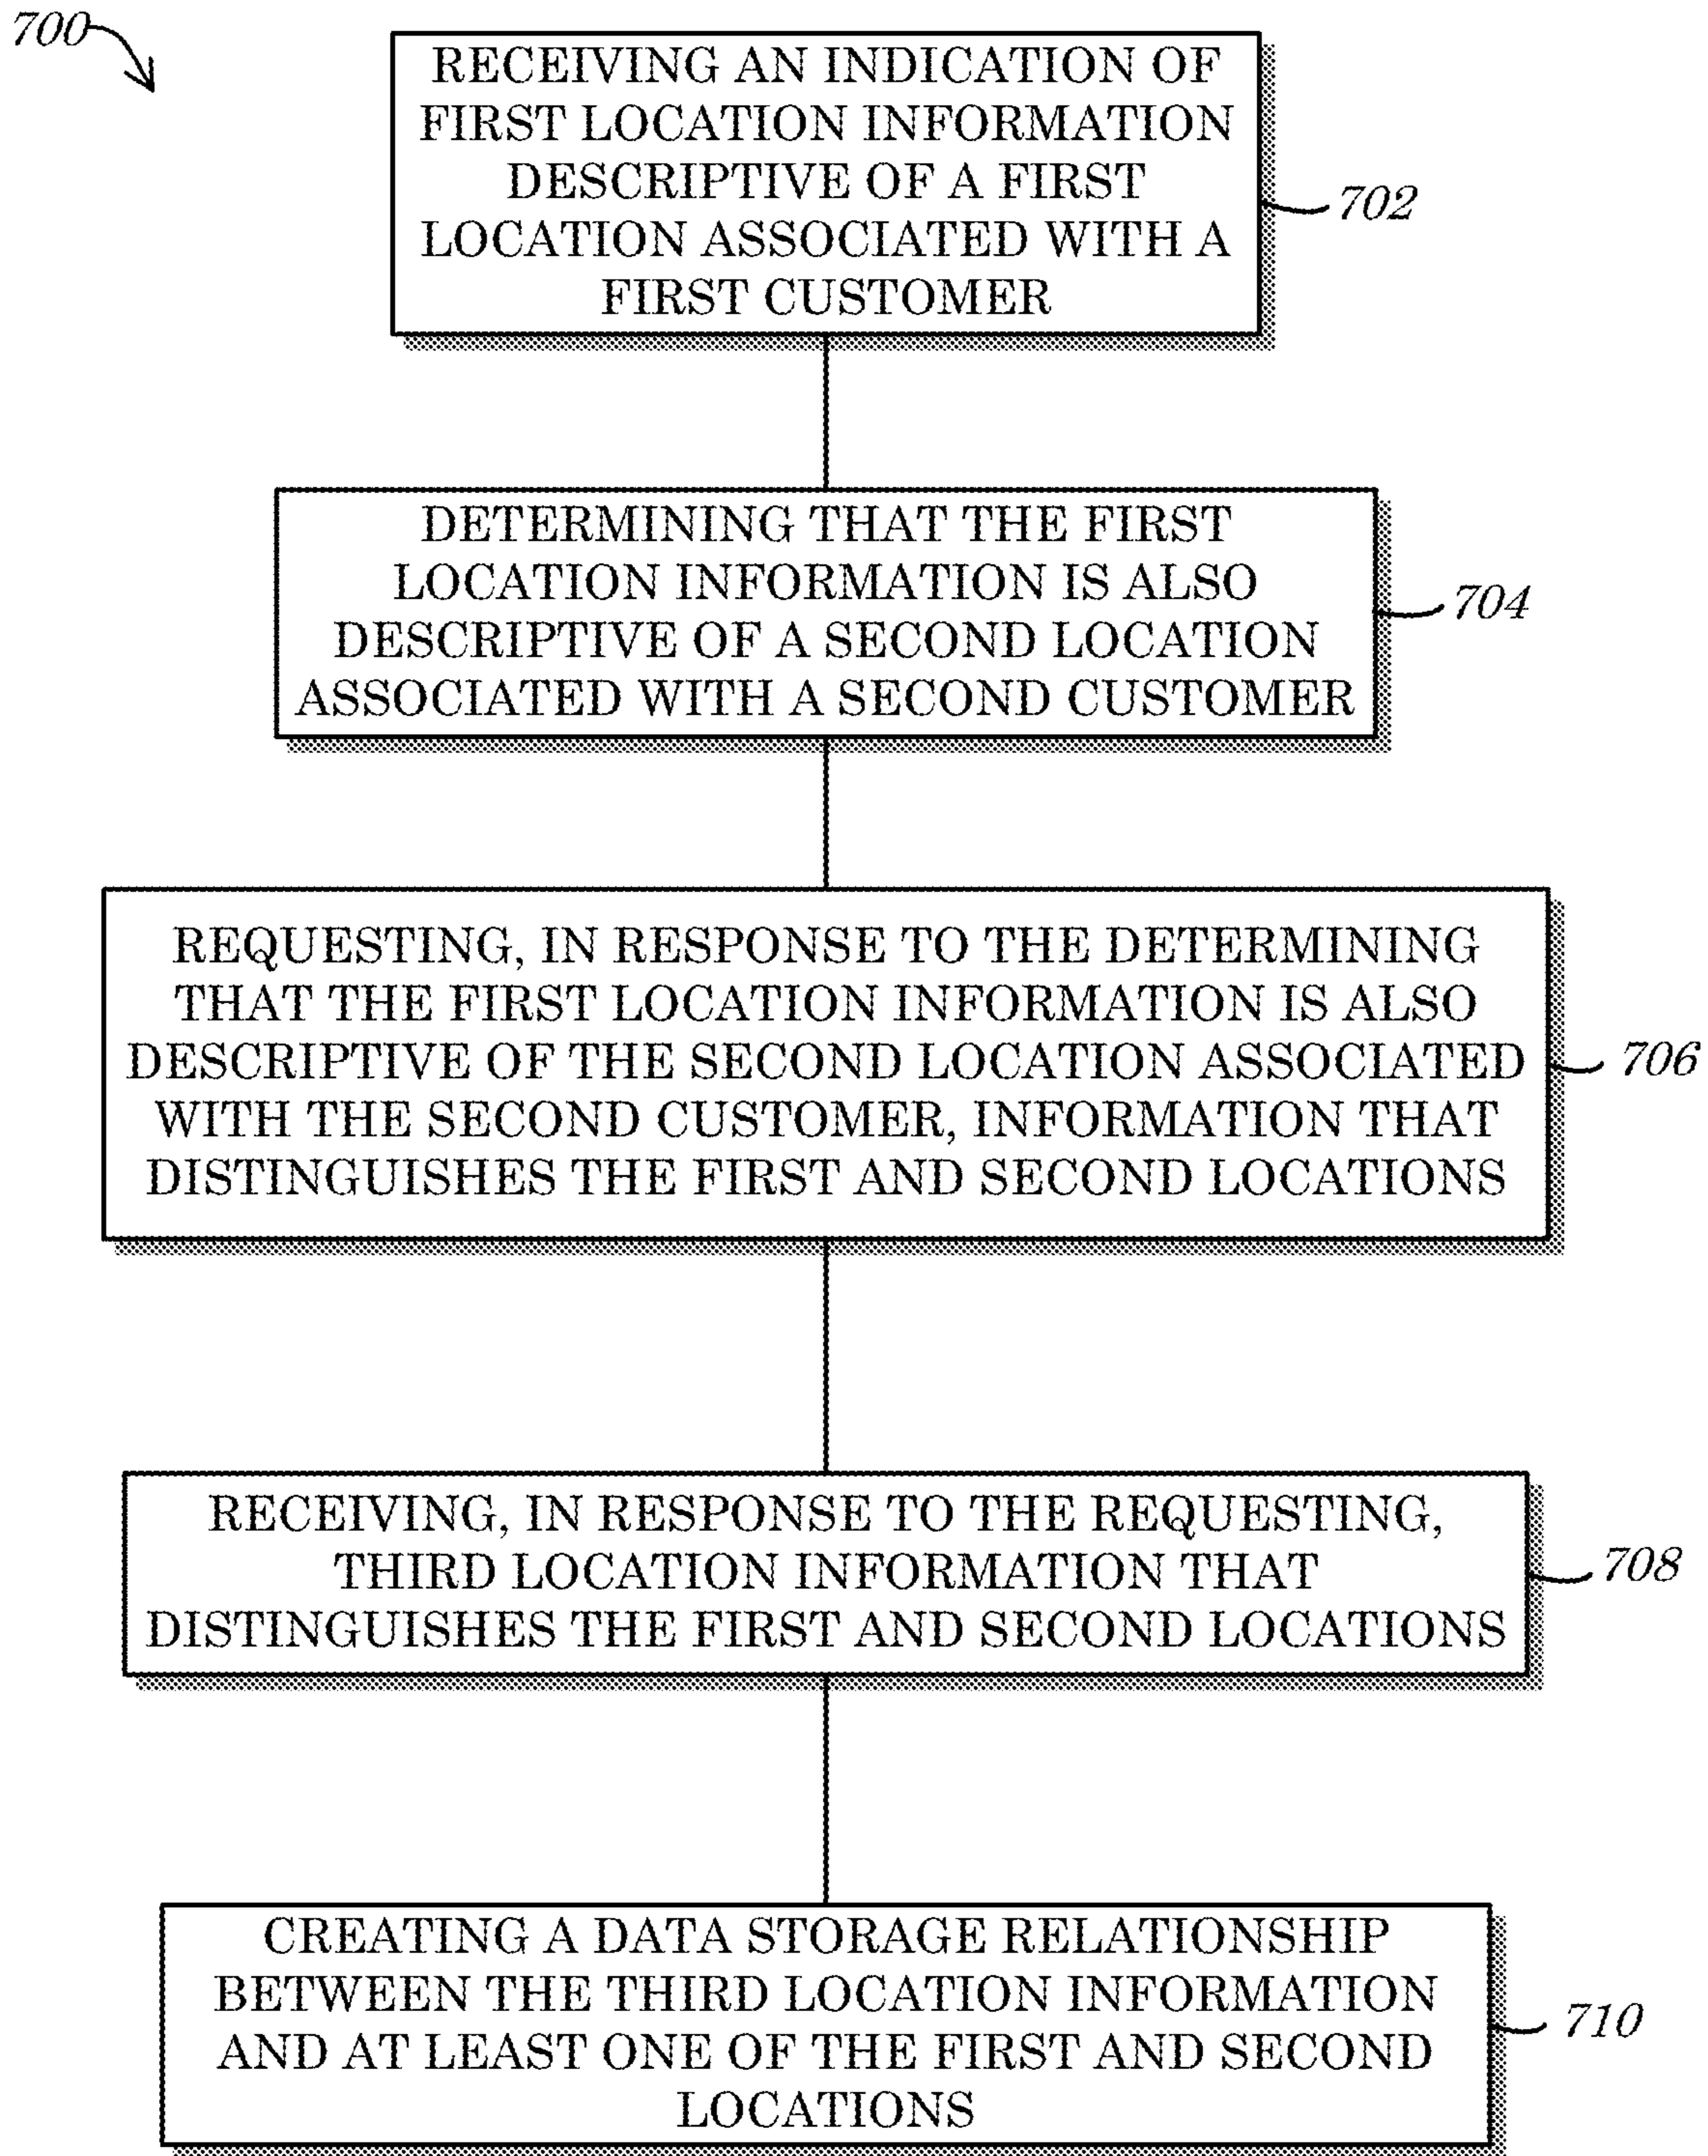 700
RECEIVING AN INDICATION OF
FIRST LOCATION INFORMATION
DESCRIPTIVE OF A FIRST
LOCATION ASSOCIATED WITH A
FIRST CUSTOMER
702
DETERMINING THAT THE FIRST
LOCATION INFORMATION IS ALSO
DESCRIPTIVE OF A SECOND LOCATION
ASSOCIATED WITH A SECOND CUSTOMER
704
REQUESTING, IN RESPONSE TO THE DETERMINING
THAT THE FIRST LOCATION INFORMATION IS ALSO
DESCRIPTIVE OF THE SECOND LOCATION ASSOCIATED
WITH THE SECOND CUSTOMER, INFORMATION THAT
DISTINGUISHES THE FIRST AND SECOND LOCATIONS
706
RECEIVING, IN RESPONSE TO THE REQUESTING,
THIRD LOCATION INFORMATION THAT
DISTINGUISHES THE FIRST AND SECOND LOCATIONS
708
CREATING A DATA STORAGE RELATIONSHIP
BETWEEN THE THIRD LOCATION INFORMATION
AND AT LEAST ONE OF THE FIRST AND SECOND
LOCATIONS
710